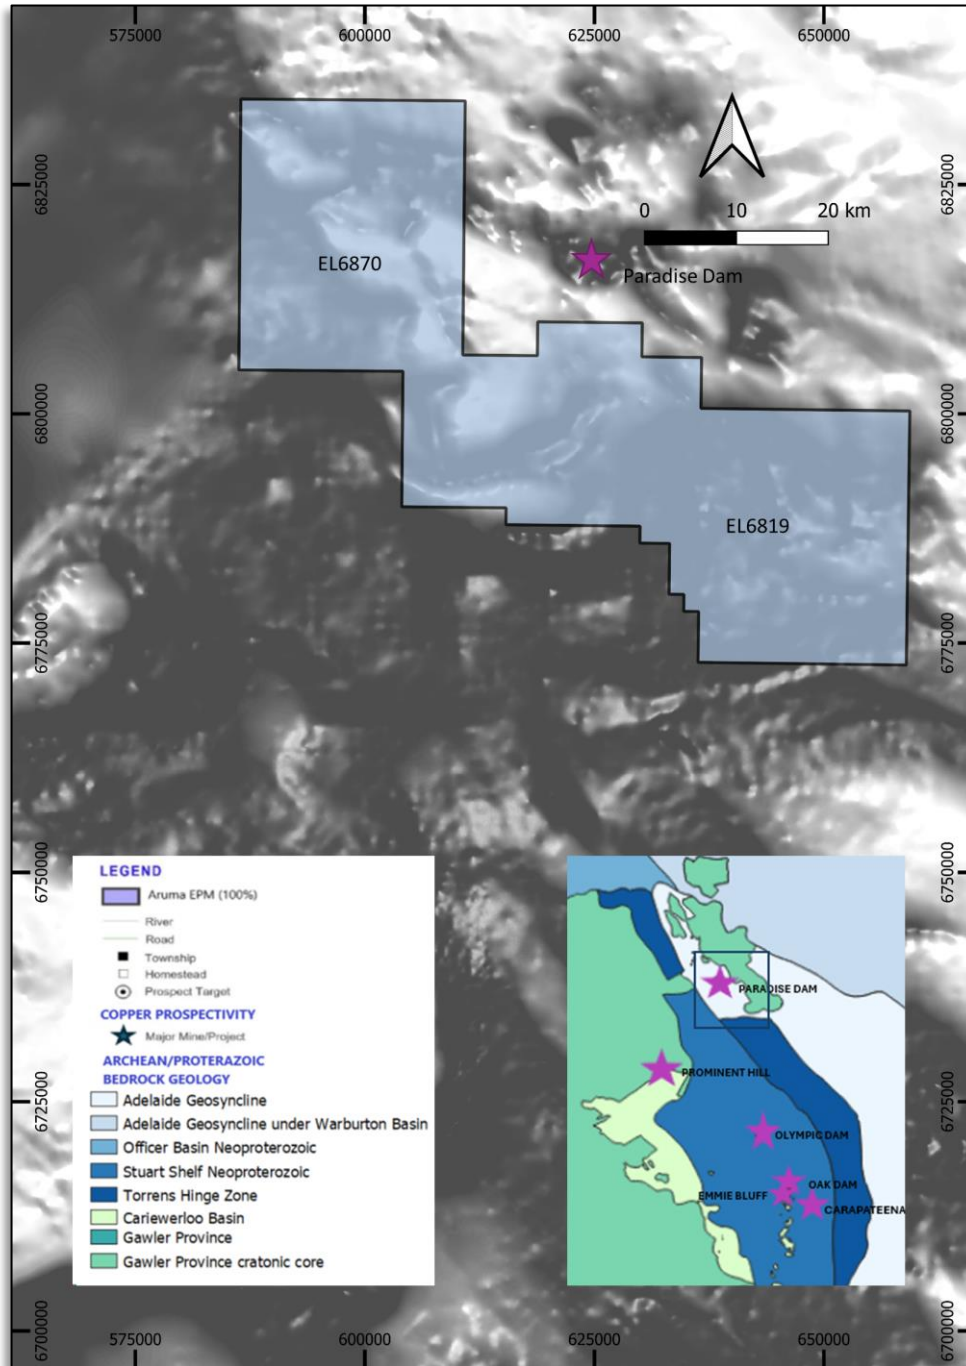 575000
600000
625000
650000
6825000
6825000
0 10 20 km
EL6870
Paradise Dam
6800000
6800000
EL6819
6775000
6775000
6750000
6750000
LEGEND
Aruma EPM (100%)
River
Road
Township
Homestead
Prospect Target
COPPER PROSPECTIVITY
Major Mine/Project
ARCHEAN/PROTERAZOIC
BEDROCK GEOLOGY
Adelaide Geosyncline
Adelaide Geosyncline under Warburton Basin
Officer Basin Neoproterozoic
Stuart Shelf Neoproterozoic
Torrens Hinge Zone
Cariewerloo Basin
Gawler Province
Gawler Province cratonic core
PARADISE DAM
PROMINENT HILL
OLYMPIC DAM
OAK DAM
EMMIE BLUFF
CARAPATEENA
6725000
6725000
6700000
6700000
575000
600000
625000
650000